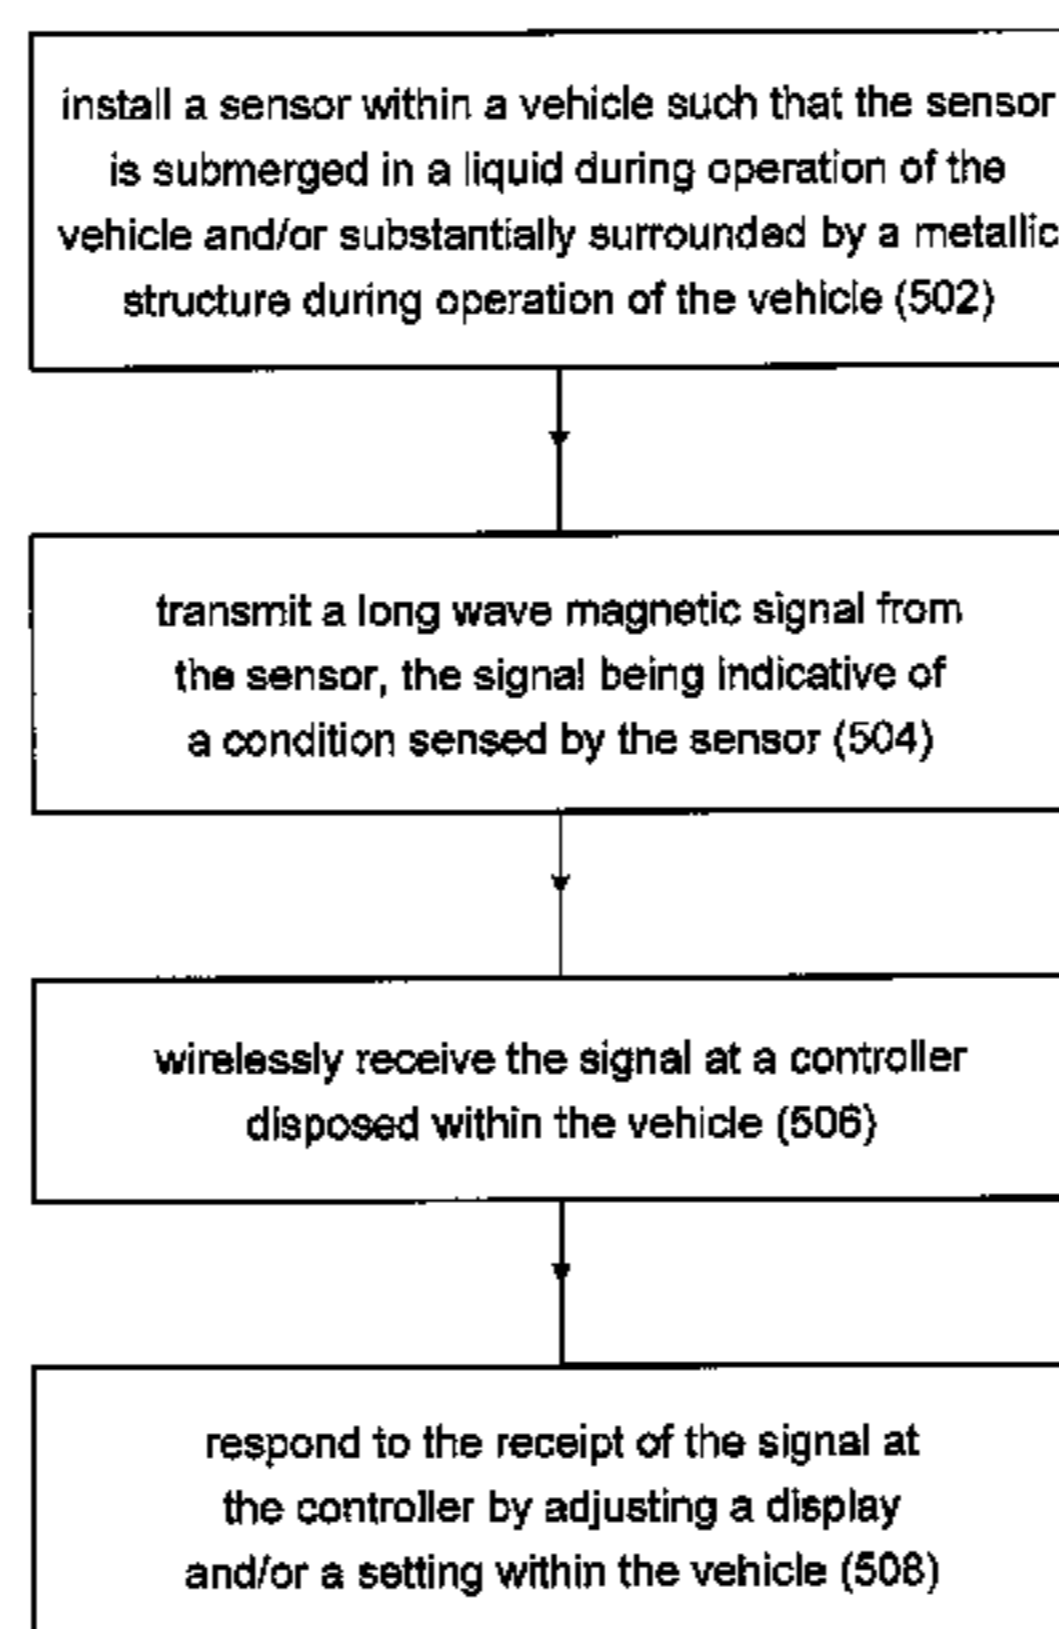 install a sensor within a vehicle such that the sensor
is submerged in a liquid during operation of the
vehicle and/or substantially surrounded by a metallic
structure during operation of the vehicle (502)
transmit a long wave magnetic signal from
the sensor, the signal being indicative of
a condition sensed by the sensor (504)
wirelessly receive the signal at a controller
disposed within the vehicle (506)
respond to the receipt of the signal at
the controller by adjusting a display
and/or a setting within the vehicle (508)